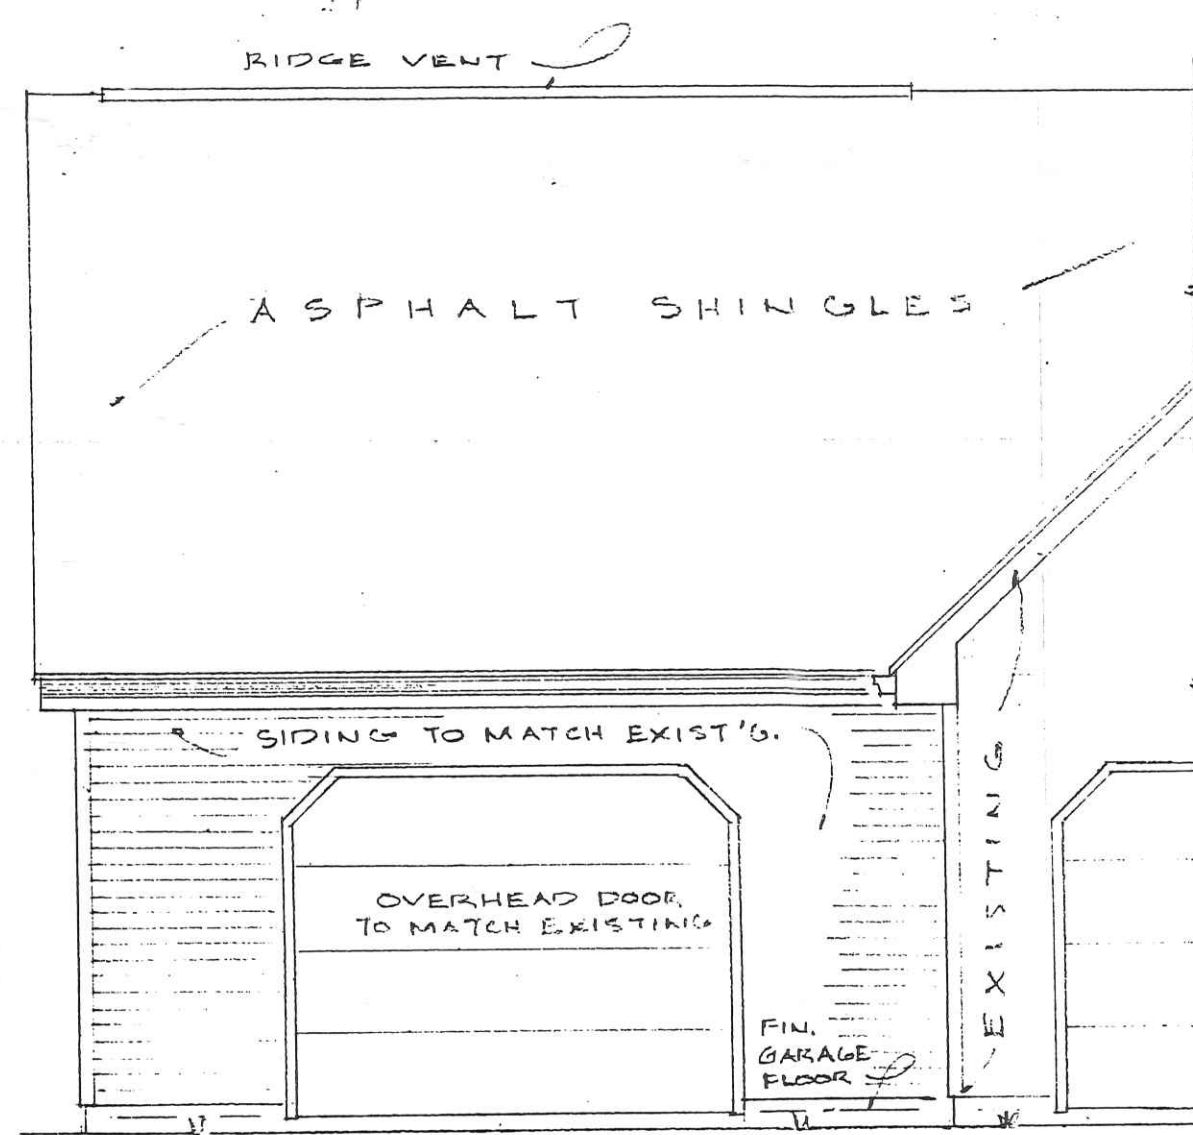 RIDGE VENT
ASPHALT SHINGLES
SIDING TO MATCH EXIST'G.
OVERHEAD DOOR
TO MATCH EXISTING
EXISTING
FIN.
GARAGE
FLOOR